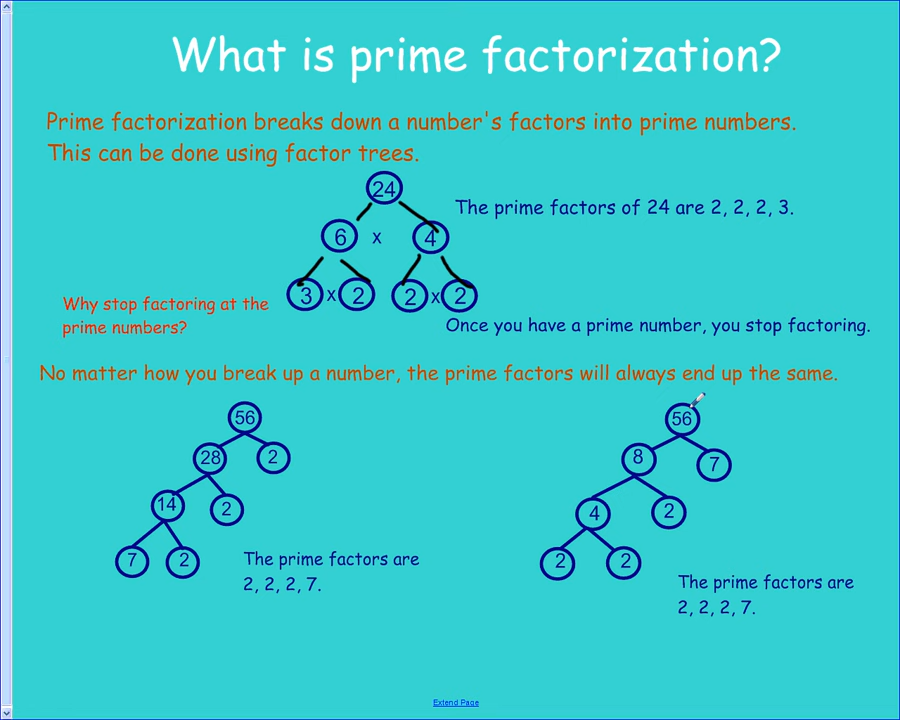 What is prime factorization?
Prime factorization breaks down a number's factors into prime numbers.
This can be done using factor trees.
24
The prime factors of 24 are 2, 2, 2, 3.
6 x 4
3 x 2 2 x 2
Why stop factoring at the
prime numbers?
Once you have a prime number, you stop factoring.
No matter how you break up a number, the prime factors will always end up the same.
56
28 2
14 2
7 2
The prime factors are
2, 2, 2, 7.
56
8 7
4 2
2 2
The prime factors are
2, 2, 2, 7.
Extend Page